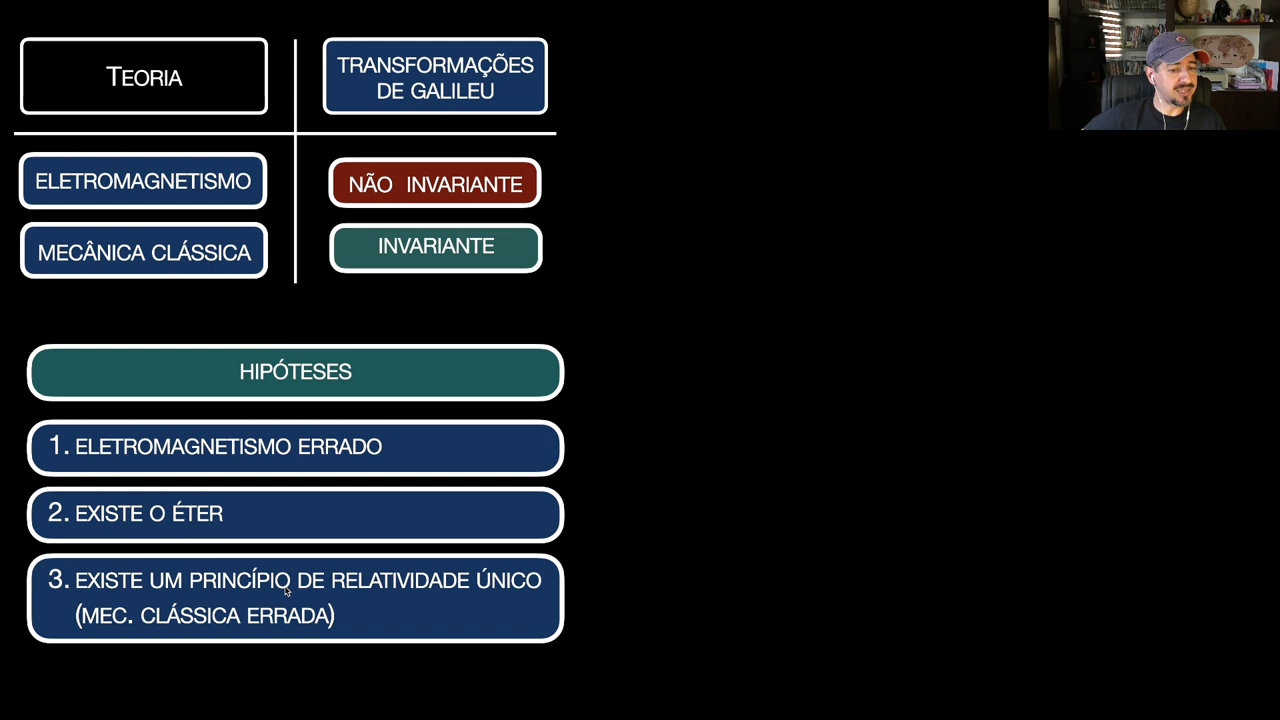 TEORIA
TRANSFORMAÇÕES
DE GALILEU
ELETROMAGNETISMO
NÃO INVARIANTE
MECÂNICA CLÁSSICA
INVARIANTE
HIPÓTESES
1. ELETROMAGNETISMO ERRADO
2. EXISTE O ÉTER
3. EXISTE UM PRINCÍPIO DE RELATIVIDADE ÚNICO
(MEC. CLÁSSICA ERRADA)